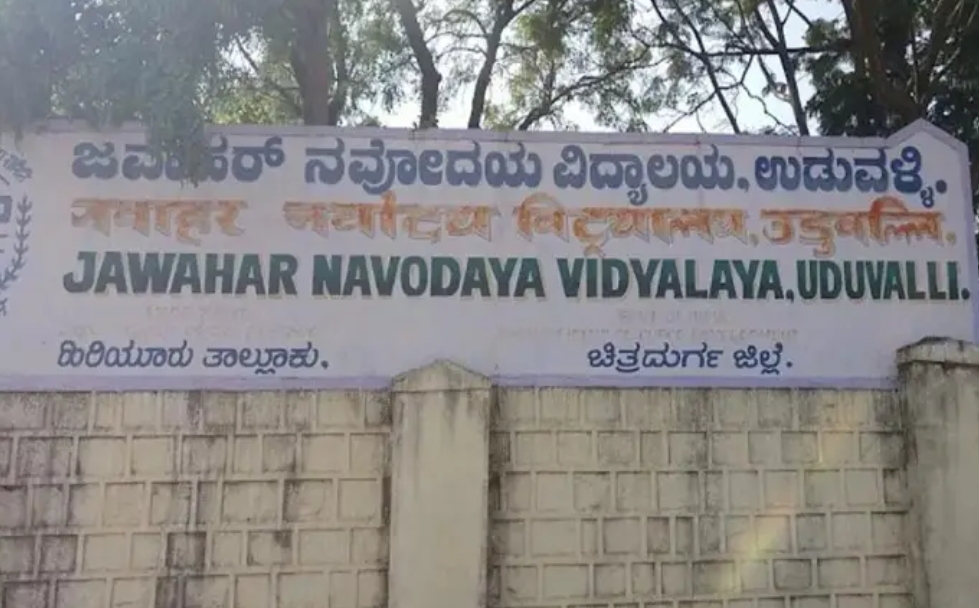 ಜವಾಹರ್ ನವೋದಯ ವಿದ್ಯಾಲಯ, ಉಡುವಳ್ಳಿ.
जवाहर नवोदय विद्यालय, उडुवल्लि.
JAWAHAR NAVODAYA VIDYALAYA, UDUVALLI.
ಹಿರಿಯೂರು ತಾಲ್ಲೂಕು. ಚಿತ್ರದುರ್ಗ ಜಿಲ್ಲೆ.